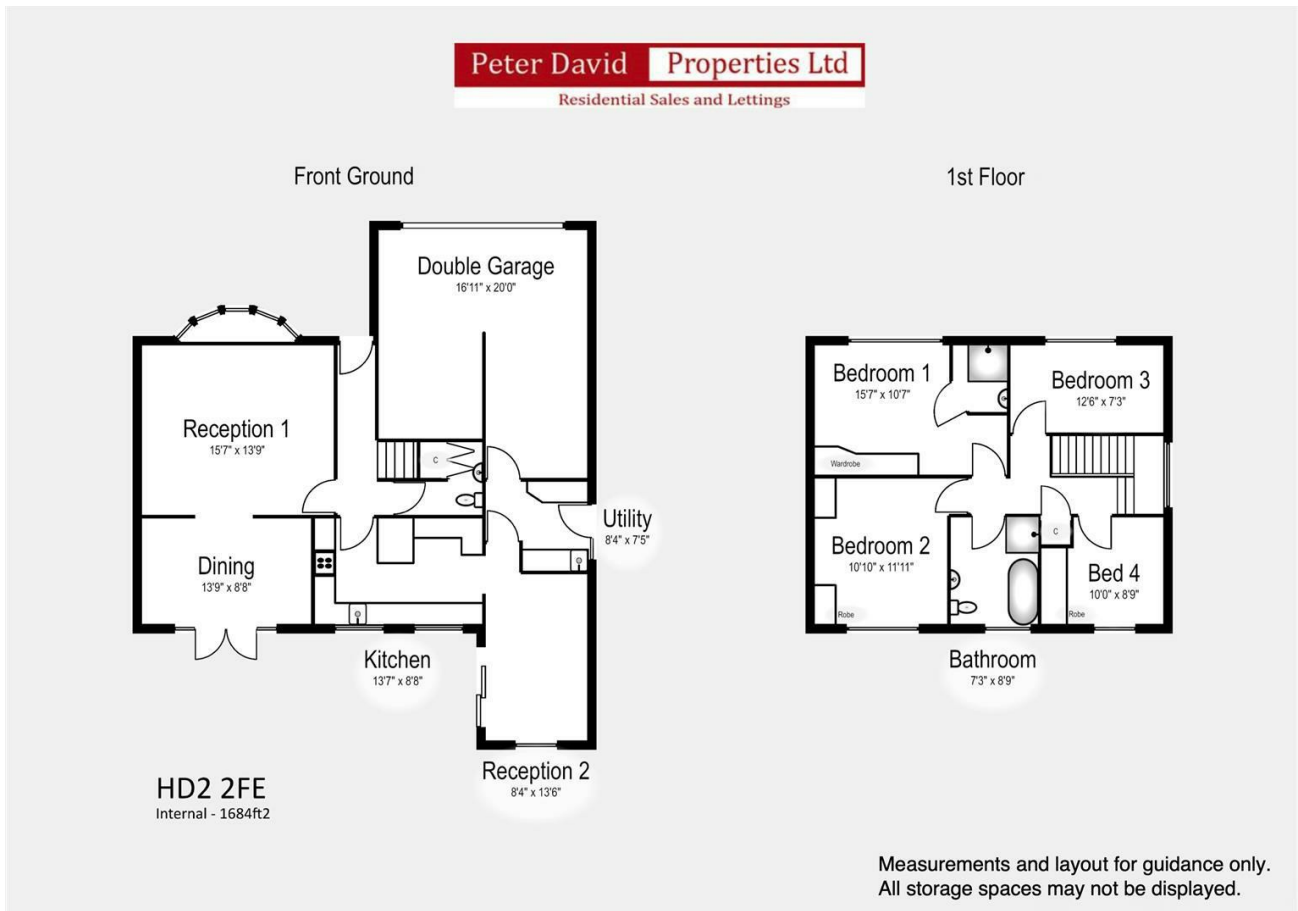 Peter David Properties Ltd
Residential Sales and Lettings
Front Ground
1st Floor
Double Garage
16'11" x 20'0"
Reception 1
15'7" x 13'9"
C
Utility
8'4" x 7'5"
Dining
13'9" x 8'8"
Kitchen
13'7" x 8'8"
Reception 2
8'4" x 13'6"
Bedroom 1
15'7" x 10'7"
Wardrobe
Bedroom 3
12'6" x 7'3"
Bedroom 2
10'10" x 11'11"
Robe
C
Bed 4
10'0" x 8'9"
Robe
Bathroom
7'3" x 8'9"
HD2 2FE
Internal - 1684ft2
Measurements and layout for guidance only.
All storage spaces may not be displayed.